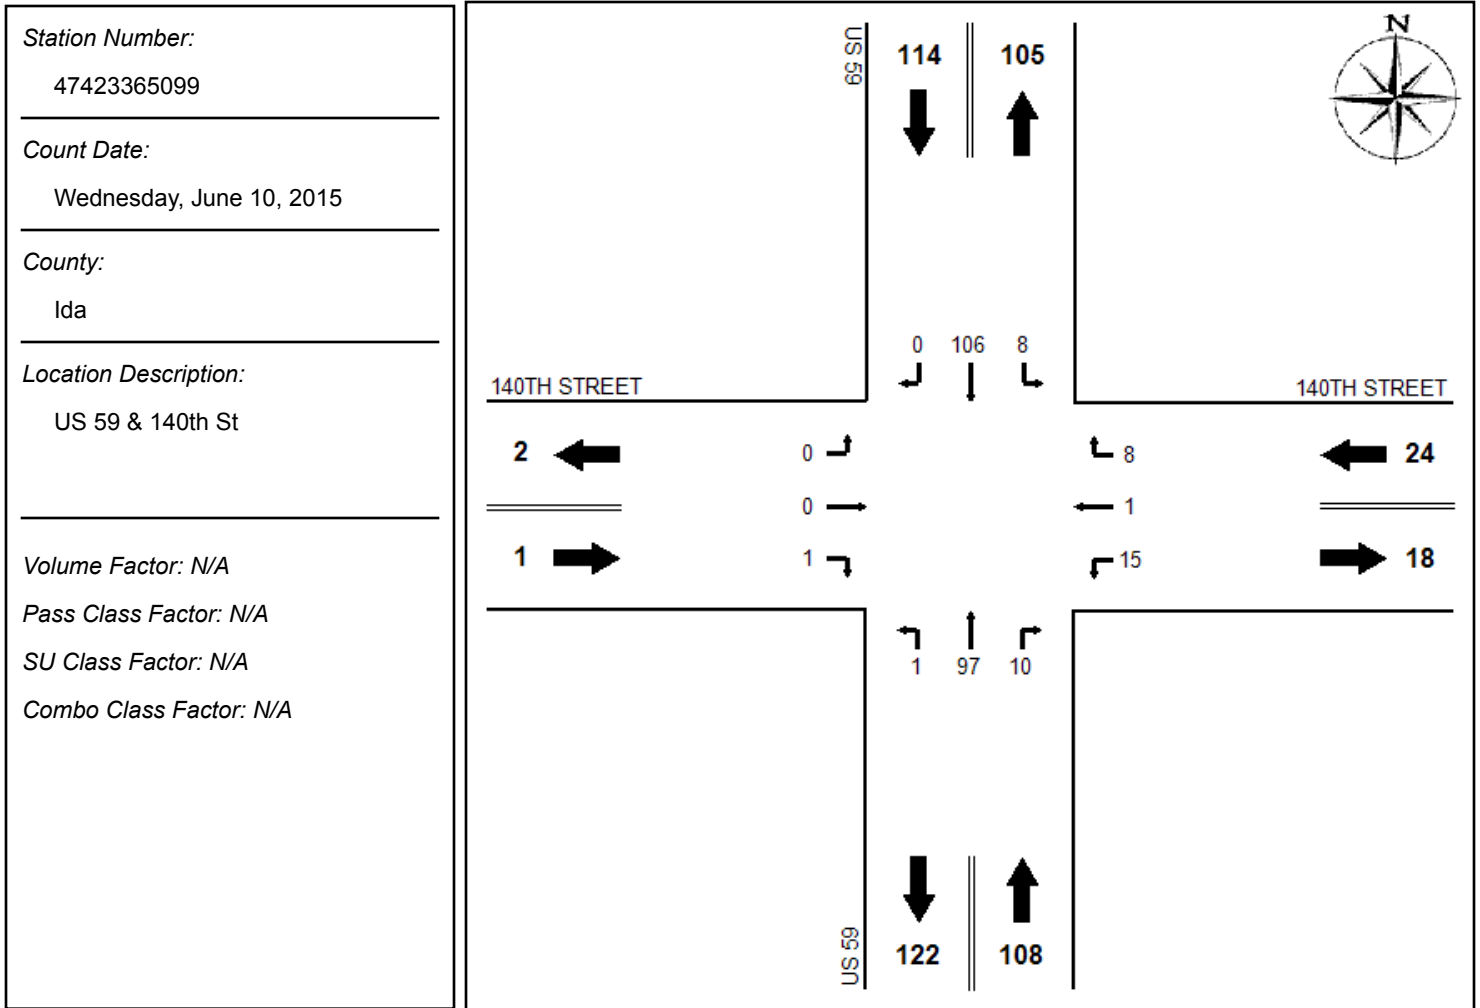 Station Number:
47423365099
Count Date:
Wednesday, June 10, 2015
County:
Ida
Location Description:
US 59 & 140th St
Volume Factor: N/A
Pass Class Factor: N/A
SU Class Factor: N/A
Combo Class Factor: N/A
N
US 59
114 105
0 106 8
140TH STREET 140TH STREET
2 0 8 24
0 1
1 1 15 18
1 97 10
US 59
122 108